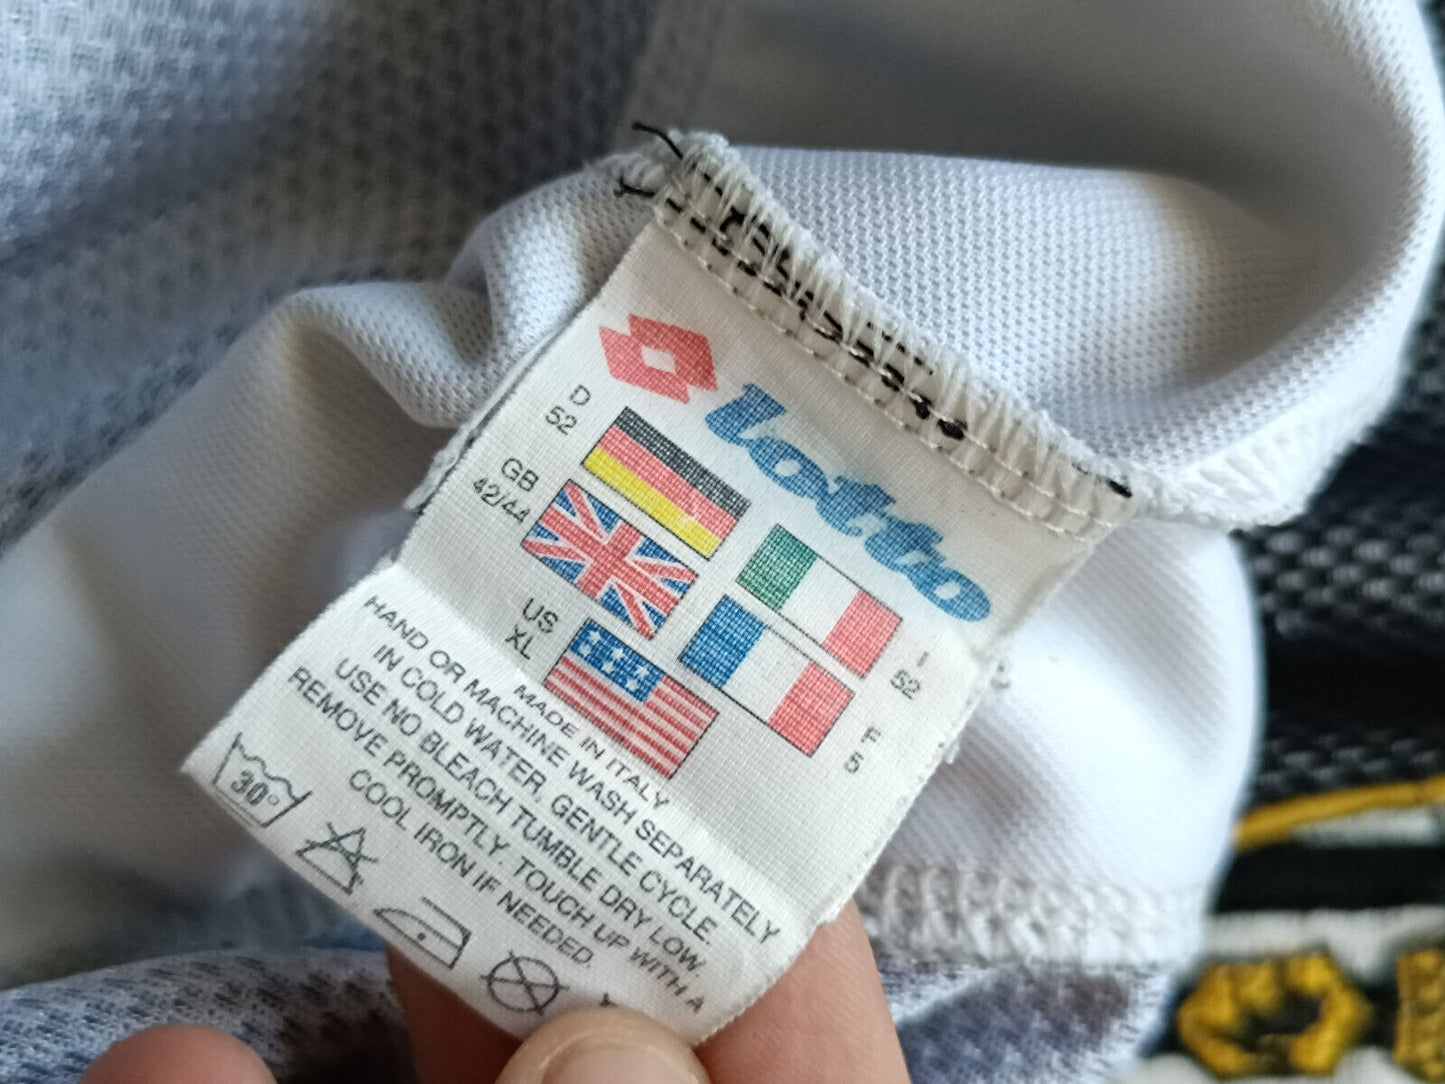 lotto
D
52
GB
42/44
US
XL
I
52
F
5
MADE IN ITALY
HAND OR MACHINE WASH SEPARATELY
IN COLD WATER, GENTLE CYCLE.
USE NO BLEACH TUMBLE DRY LOW.
REMOVE PROMPTLY. TOUCH UP WITH A
COOL IRON IF NEEDED.
30°